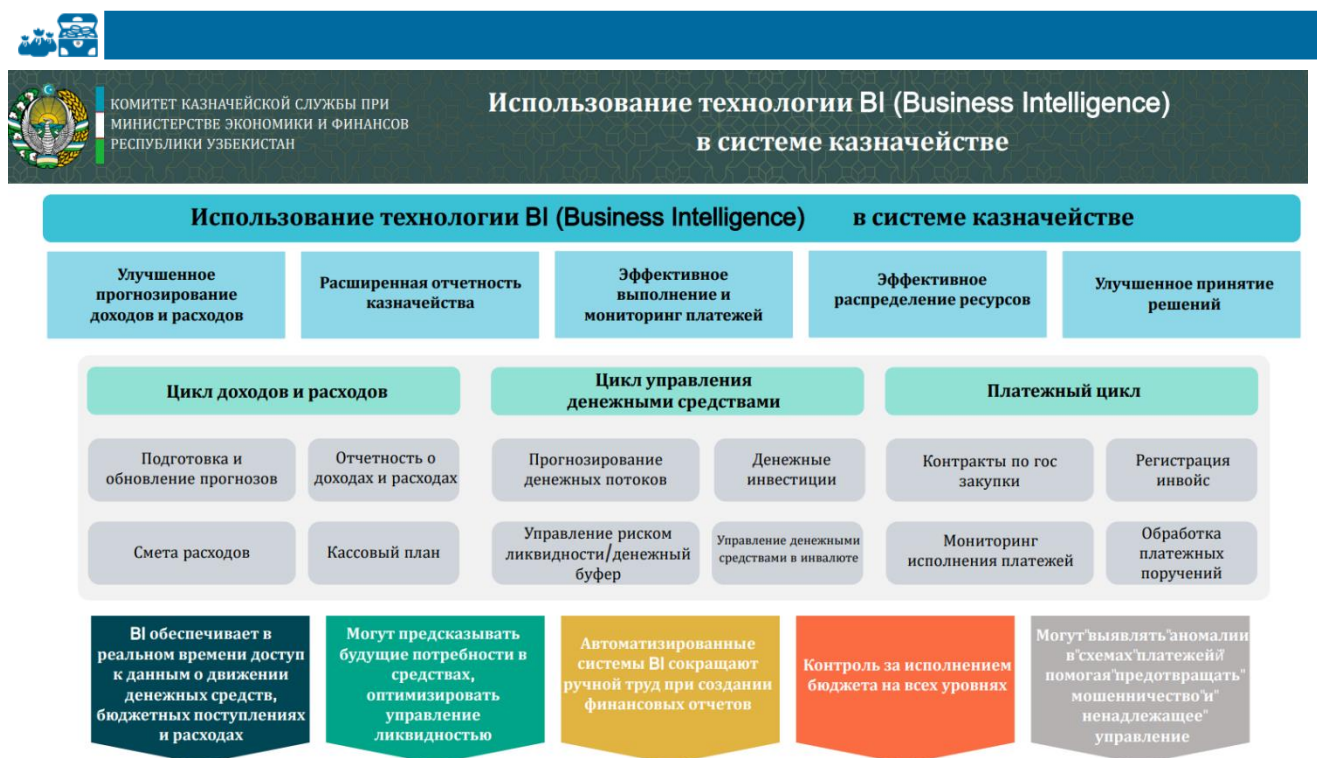 КОМИТЕТ КАЗНАЧЕЙСКОЙ СЛУЖБЫ ПРИ
МИНИСТЕРСТВЕ ЭКОНОМИКИ И ФИНАНСОВ
РЕСПУБЛИКИ УЗБЕКИСТАН
Использование технологии BI (Business Intelligence)
в системе казначействе
Использование технологии BI (Business Intelligence) в системе казначействе
Улучшенное
прогнозирование
доходов и расходов
Расширенная отчетность
казначейства
Эффективное
выполнение и
мониторинг платежей
Эффективное
распределение ресурсов
Улучшенное принятие
решений
Цикл доходов и расходов
Цикл управления
денежными средствами
Платежный цикл
Подготовка и
обновление прогнозов
Отчетность о
доходах и расходах
Прогнозирование
денежных потоков
Денежные
инвестиции
Контракты по гос
закупки
Регистрация
инвойс
Смета расходов
Кассовый план
Управление риском
ликвидности/денежный
буфер
Управление денежными
средствами в инвалюте
Мониторинг
исполнения платежей
Обработка
платежных
поручений
BI обеспечивает в
реальном времени доступ
к данным о движении
денежных средств,
бюджетных поступлениях
и расходах
Могут предсказывать
будущие потребности в
средствах,
оптимизировать
управление
ликвидностью
Автоматизированные
системы BI сокращают
ручной труд при создании
финансовых отчетов
Контроль за исполнением
бюджета на всех уровнях
Могут"выявлять"аномалии
в"схемах"платежей"
помогая"предотвращать"
мошенничество"и"
ненадлежащее"
управление